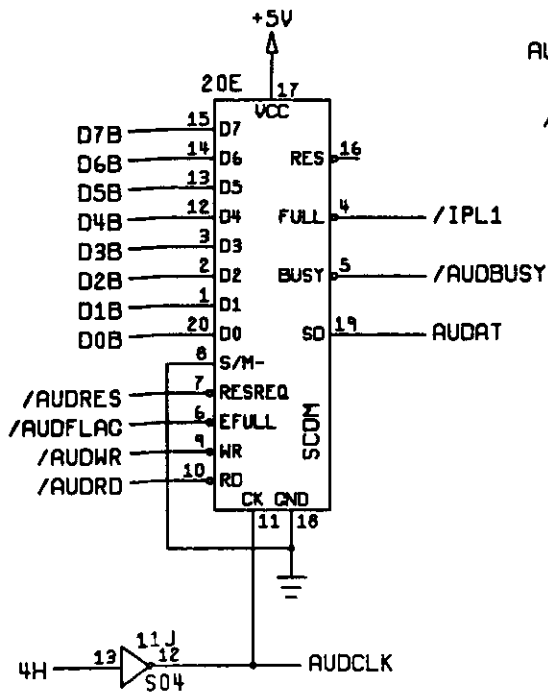 +5V
AU
20E
17
VCC
D7B 15 D7
D6B 14 D6 RES 16
D5B 13 D5
D4B 12 D4 FULL 4 /IPL1
D3B 3 D3
D2B 2 D2 BUSY 5 /AUDBUSY
D1B 1 D1
D0B 20 D0 SD 19 AUDAT
8 S/M-
/AUDRES 7 RESREQ
/AUDFLAG 6 EFULL
/AUDWR 9 WR
/AUDRD 10 RD
SCOM
CK GND
11 18
11J
4H 13 12 AUDCLK
S04